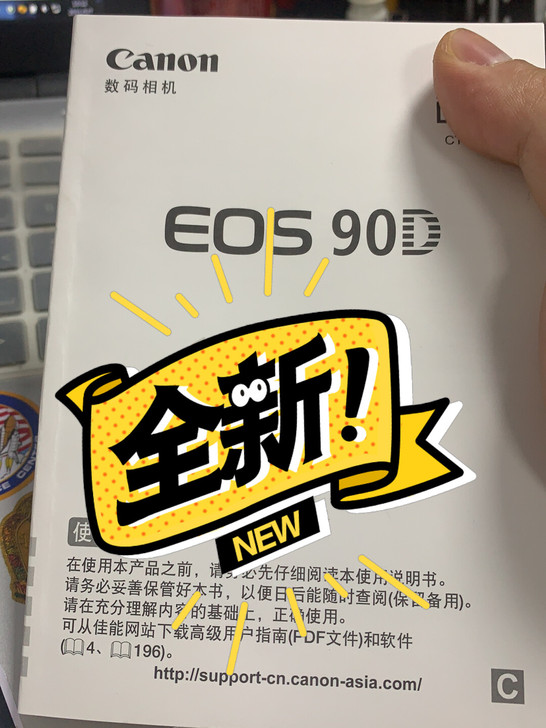 Canon
数码相机
EOS 90D
全新!
NEW
使
在使用本产品之前，请务必先仔细阅读本使用说明书。
请务必妥善保管好本书，以便日后能随时查阅(保留备用)。
请在充分理解内容的基础上，正确使用。
可从佳能网站下载高级用户指南(PDF文件)和软件
(4、196)。
http://support-cn.canon-asia.com/
C